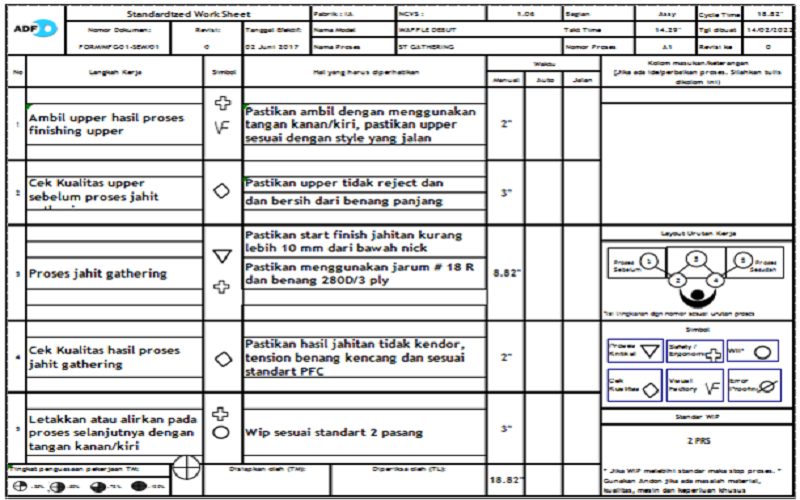 ADF
Standardized Work Sheet
Pabrik : I.A.
NCVS :
1.06
Bagian
Assy
Cycle Time
18.82"
Nomor Dokumen:
Revisi:
Tanggal Efektif:
Nama Model
WAFFLE DEBUT
Takt Time
14.29"
Tgl dibuat
14/02/2022
FORM/MFG01-SEW/01
0
02 Juni 2017
Nama Proses
ST GATHERING
Nomor Proses
A1
Revisi ke
0
No
Langkah Kerja
Simbol
Hal yang harus diperhatikan
Waktu
Manual
Auto
Jalan
Kolom masukan/keterangan
(Jika ada ide/perbaikan proses. Silahkan tulis
dikolom ini)
1
Ambil upper hasil proses
finishing upper
VF
Pastikan ambil dengan menggunakan
tangan kanan/kiri, pastikan upper
sesuai dengan style yang jalan
2"
2
Cek Kualitas upper
sebelum proses jahit
Pastikan upper tidak reject dan
dan bersih dari benang panjang
3"
3
Proses jahit gathering
Pastikan start finish jahitan kurang
lebih 10 mm dari bawah nick
Pastikan menggunakan jarum # 18 R
dan benang 280D/3 ply
8.82"
4
Cek Kualitas hasil proses
jahit gathering
Pastikan hasil jahitan tidak kendor,
tension benang kencang dan sesuai
standart PFC
2"
5
Letakkan atau alirkan pada
proses selanjutnya dengan
tangan kanan/kiri
Wip sesuai standart 2 pasang
3"
Layout Urutan Kerja
Proses
Sebelum
1
2
3
4
5
Proses
Sesudah
*Isi lingkaran dgn nomor sesuai urutan proses
Simbol
Proses
Kritikal
Safety /
Ergonomi
WIP
Cek
Kualitas
Visual
Factory
VF
Error
Proofing
Standar WIP
2 PRS
Tingkat penguasaan pekerjaan TM:
Disiapkan oleh (TM):
Diperiksa oleh (TL):
18.82"
* Jika WIP melebihi standar maka stop proses. *
Gunakan Andon jika ada masalah material,
kualitas, mesin dan keperluan khusus